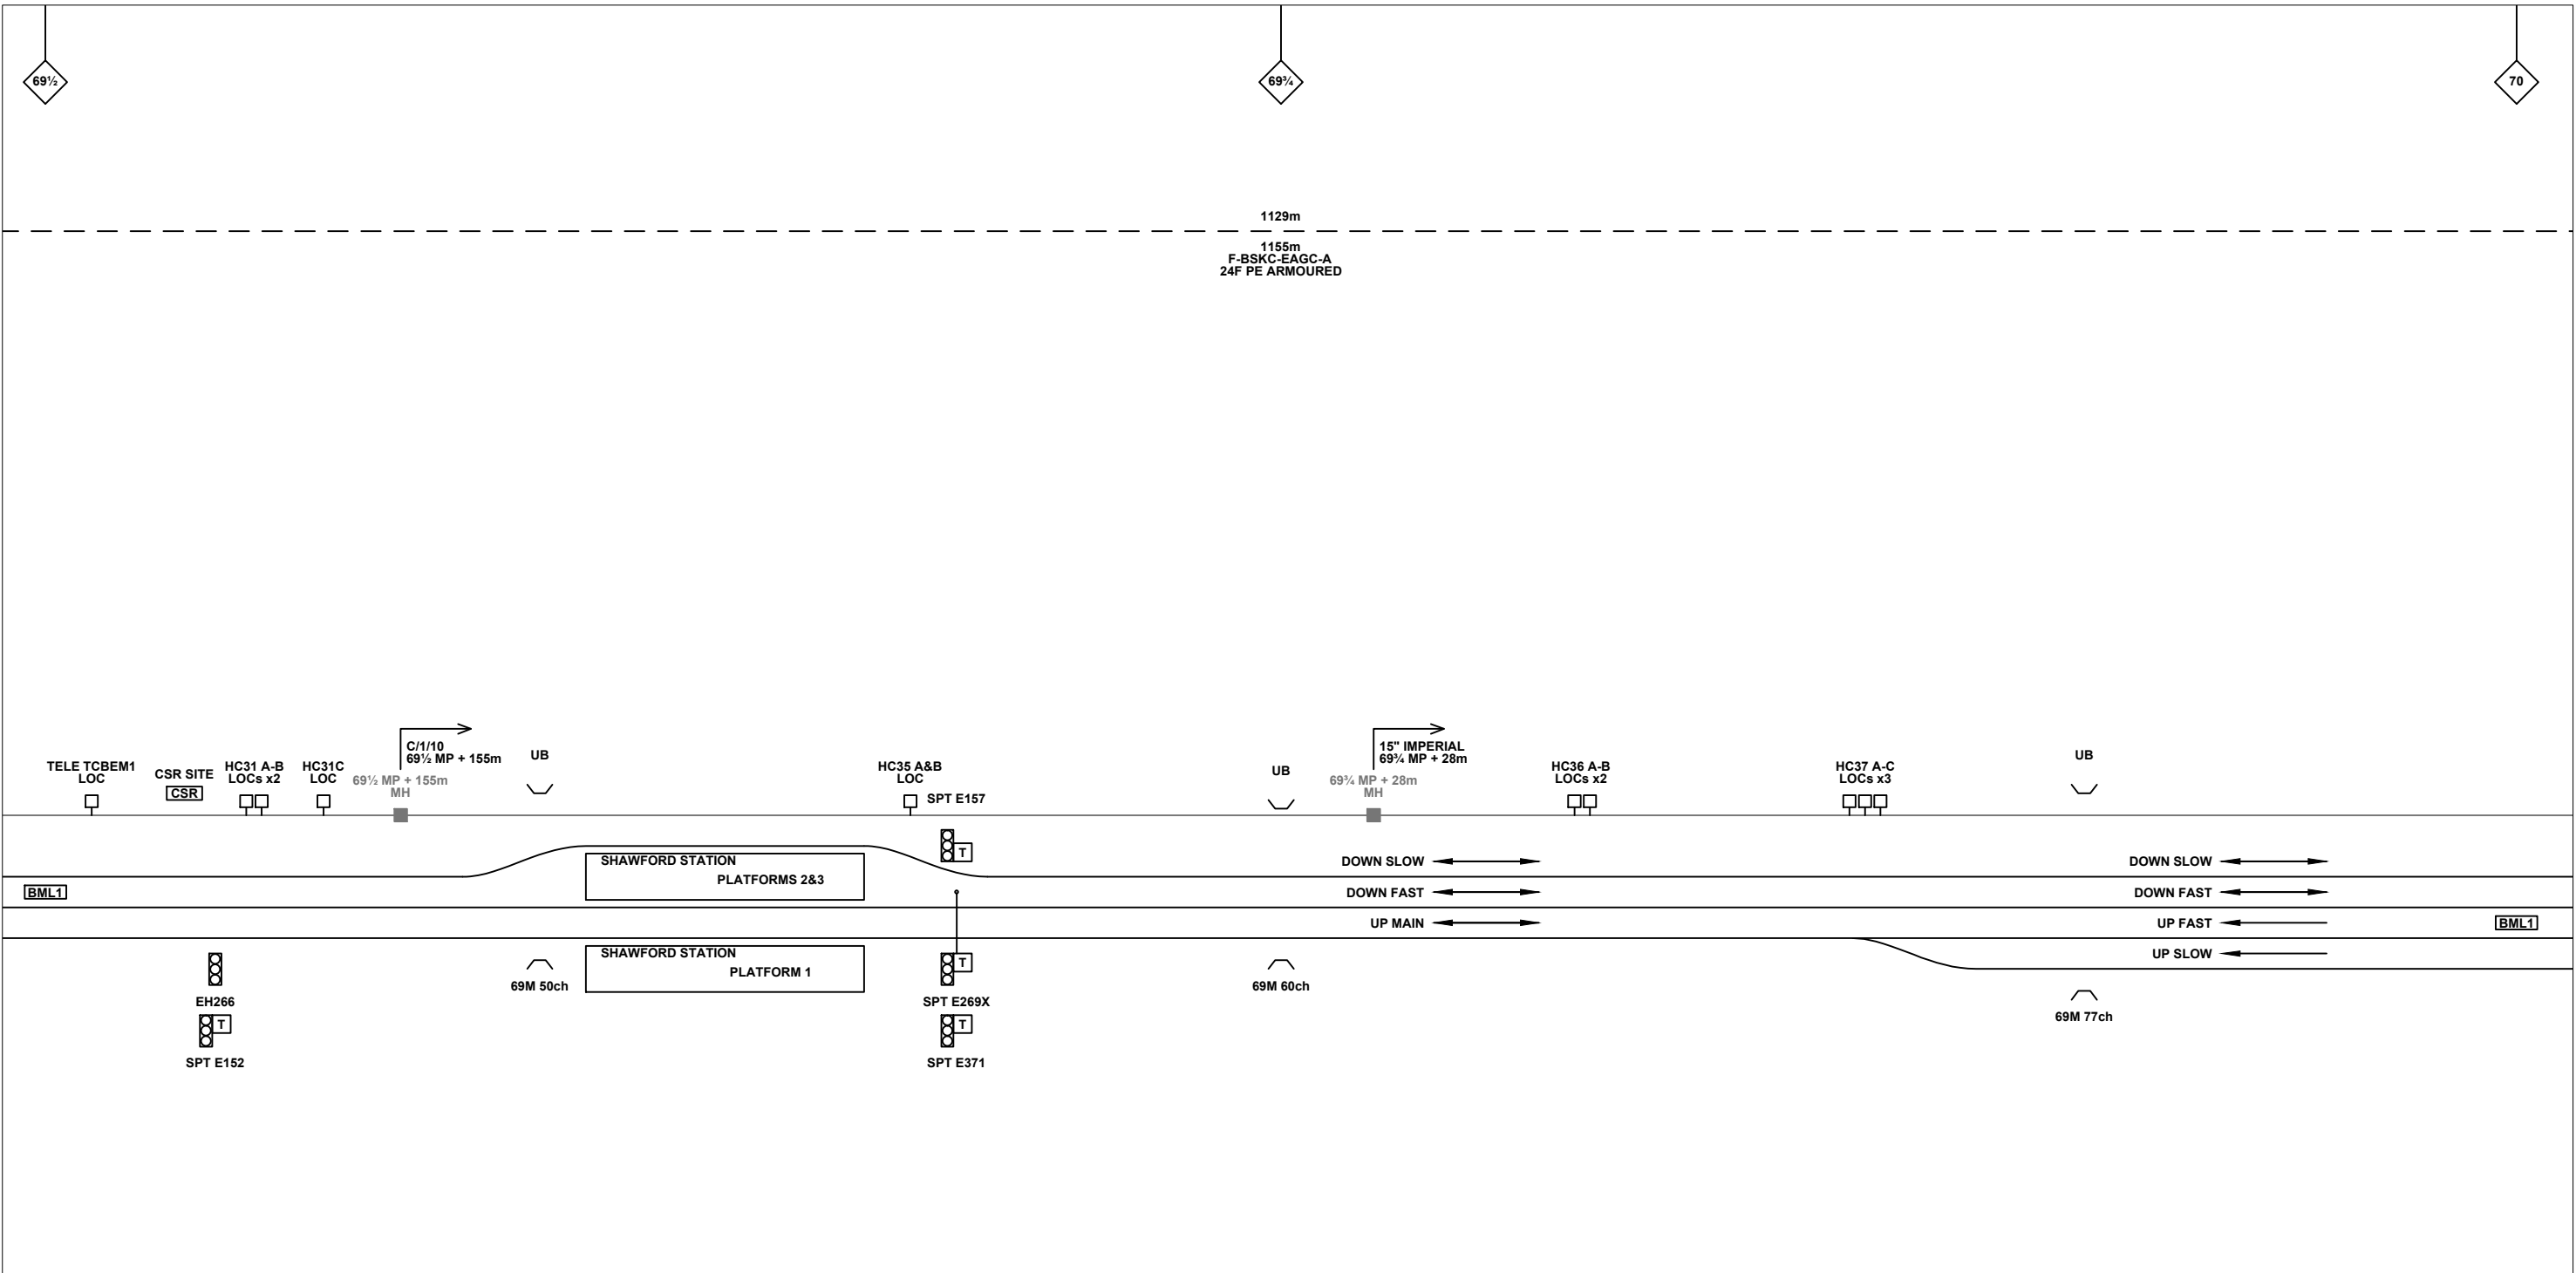 69½
69¾
70
1129m
1155m
F-BSKC-EAGC-A
24F PE ARMOURED
TELE TCBEM1
LOC
CSR SITE
CSR
HC31 A-B
LOCs x2
HC31C
LOC
69½ MP + 155m
MH
C/1/10
69½ MP + 155m
UB
HC35 A&B
LOC
SPT E157
T
UB
69¾ MP + 28m
MH
15" IMPERIAL
69¾ MP + 28m
HC36 A-B
LOCs x2
HC37 A-C
LOCs x3
UB
SHAWFORD STATION
PLATFORMS 2&3
DOWN SLOW
DOWN SLOW
BML1
DOWN FAST
DOWN FAST
UP MAIN
UP FAST
BML1
UP SLOW
SHAWFORD STATION
PLATFORM 1
EH266
T
SPT E152
69M 50ch
T
SPT E269X
T
SPT E371
69M 60ch
69M 77ch